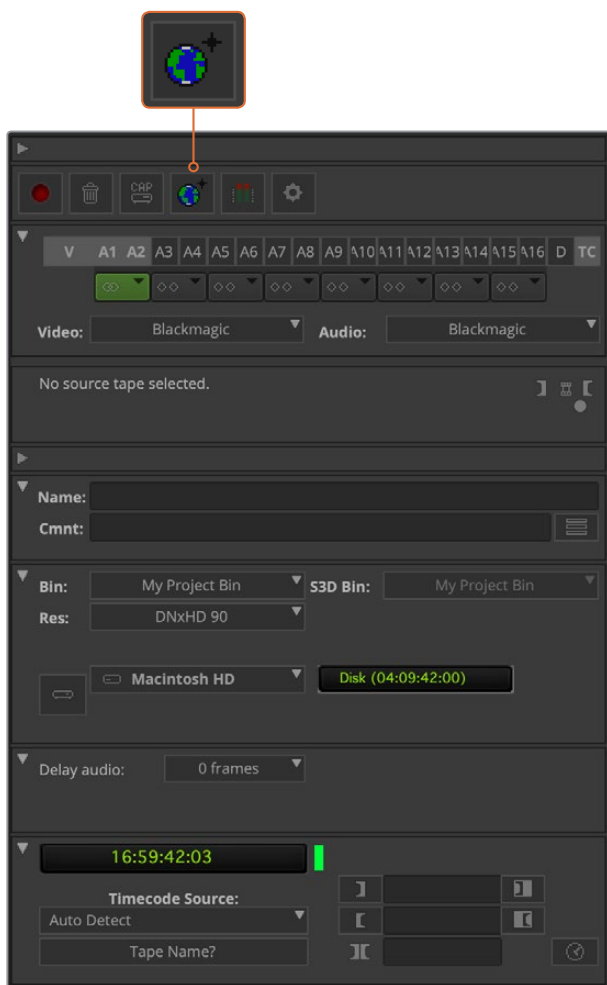 CAP
V A1 A2 A3 A4 A5 A6 A7 A8 A9 A10 A11 A12 A13 A14 A15 A16 D TC
Video: Blackmagic Audio: Blackmagic
No source tape selected.
Name:
Cmnt:
Bin: My Project Bin S3D Bin: My Project Bin
Res: DNxHD 90
Macintosh HD Disk (04:09:42:00)
Delay audio: 0 frames
16:59:42:03
Timecode Source:
Auto Detect
Tape Name?